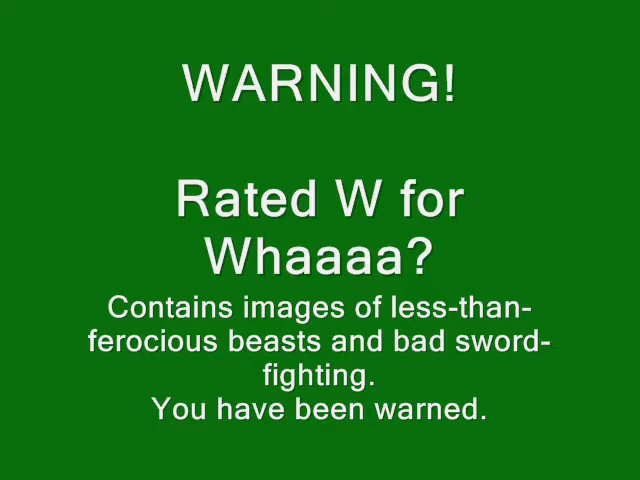 WARNING!
Rated W for
Whaaaa?
Contains images of less-than-
ferocious beasts and bad sword-
fighting.
You have been warned.